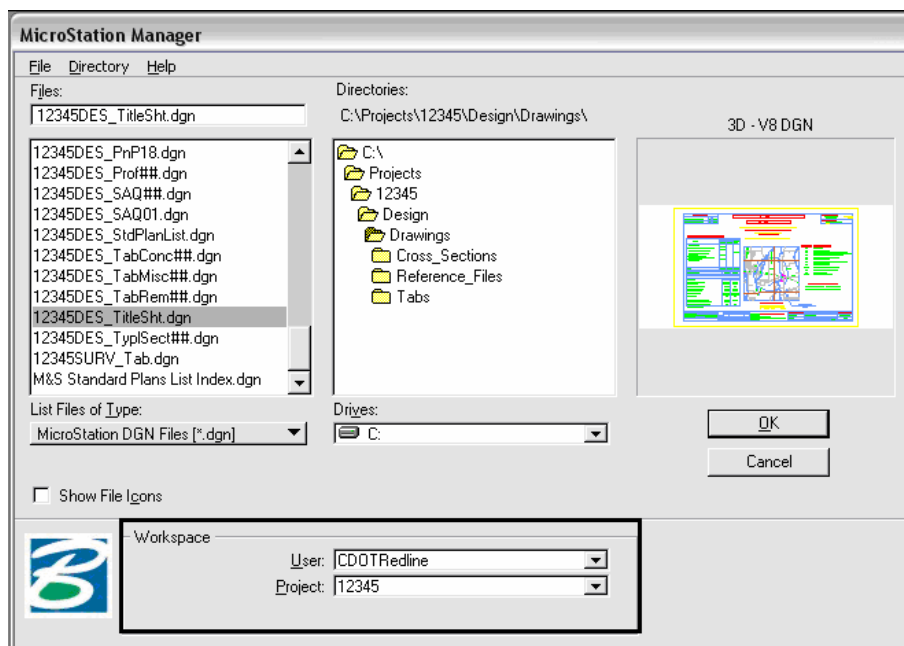 MicroStation Manager
File Directory Help
Files:
12345DES_TitleSht.dgn
12345DES_PnP18.dgn
12345DES_Prof##.dgn
12345DES_SAQ##.dgn
12345DES_SAQ01.dgn
12345DES_StdPlanList.dgn
12345DES_TabConc##.dgn
12345DES_TabMisc##.dgn
12345DES_TabRem##.dgn
12345DES_TitleSht.dgn
12345DES_TyplSect##.dgn
12345SURV_Tab.dgn
M&S Standard Plans List Index.dgn
List Files of Type:
MicroStation DGN Files [*.dgn]
Directories:
C:\Projects\12345\Design\Drawings\
C:\
Projects
12345
Design
Drawings
Cross_Sections
Reference_Files
Tabs
Drives:
C:
3D - V8 DGN
OK
Cancel
Show File Icons
Workspace
User: CDOTRedline
Project: 12345